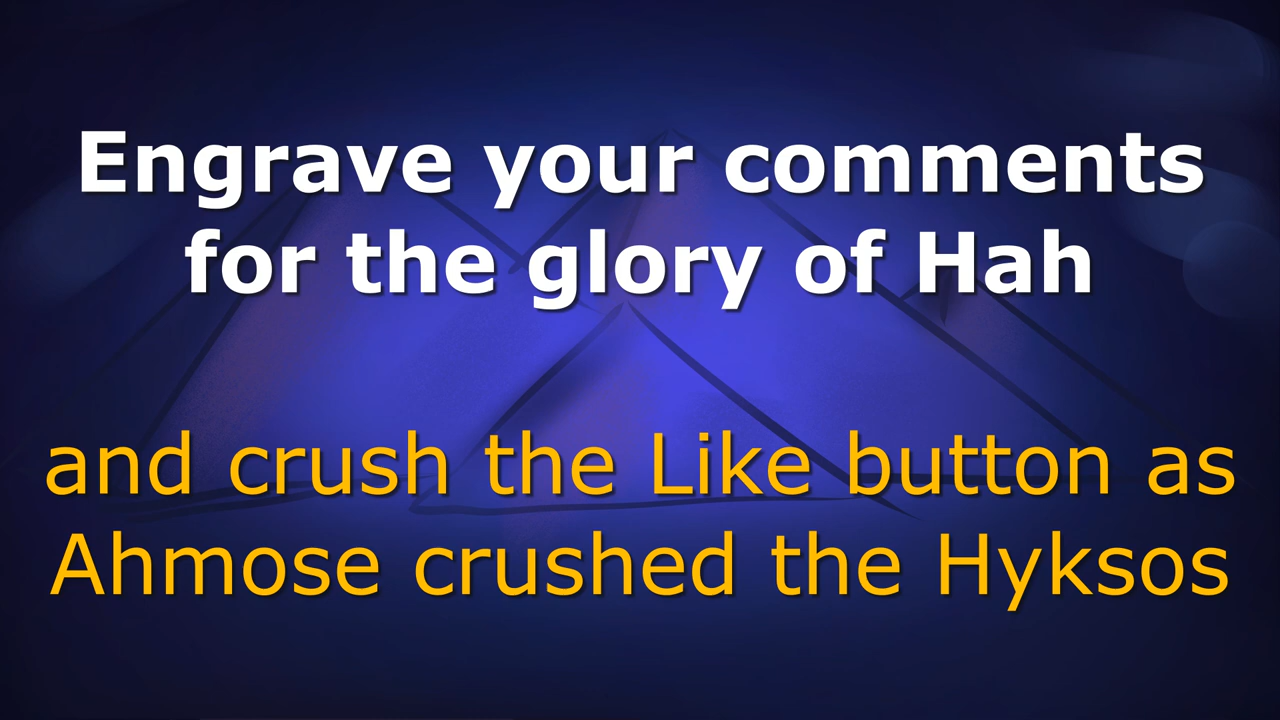 Engrave your comments
for the glory of Hah
and crush the Like button as
Ahmose crushed the Hyksos